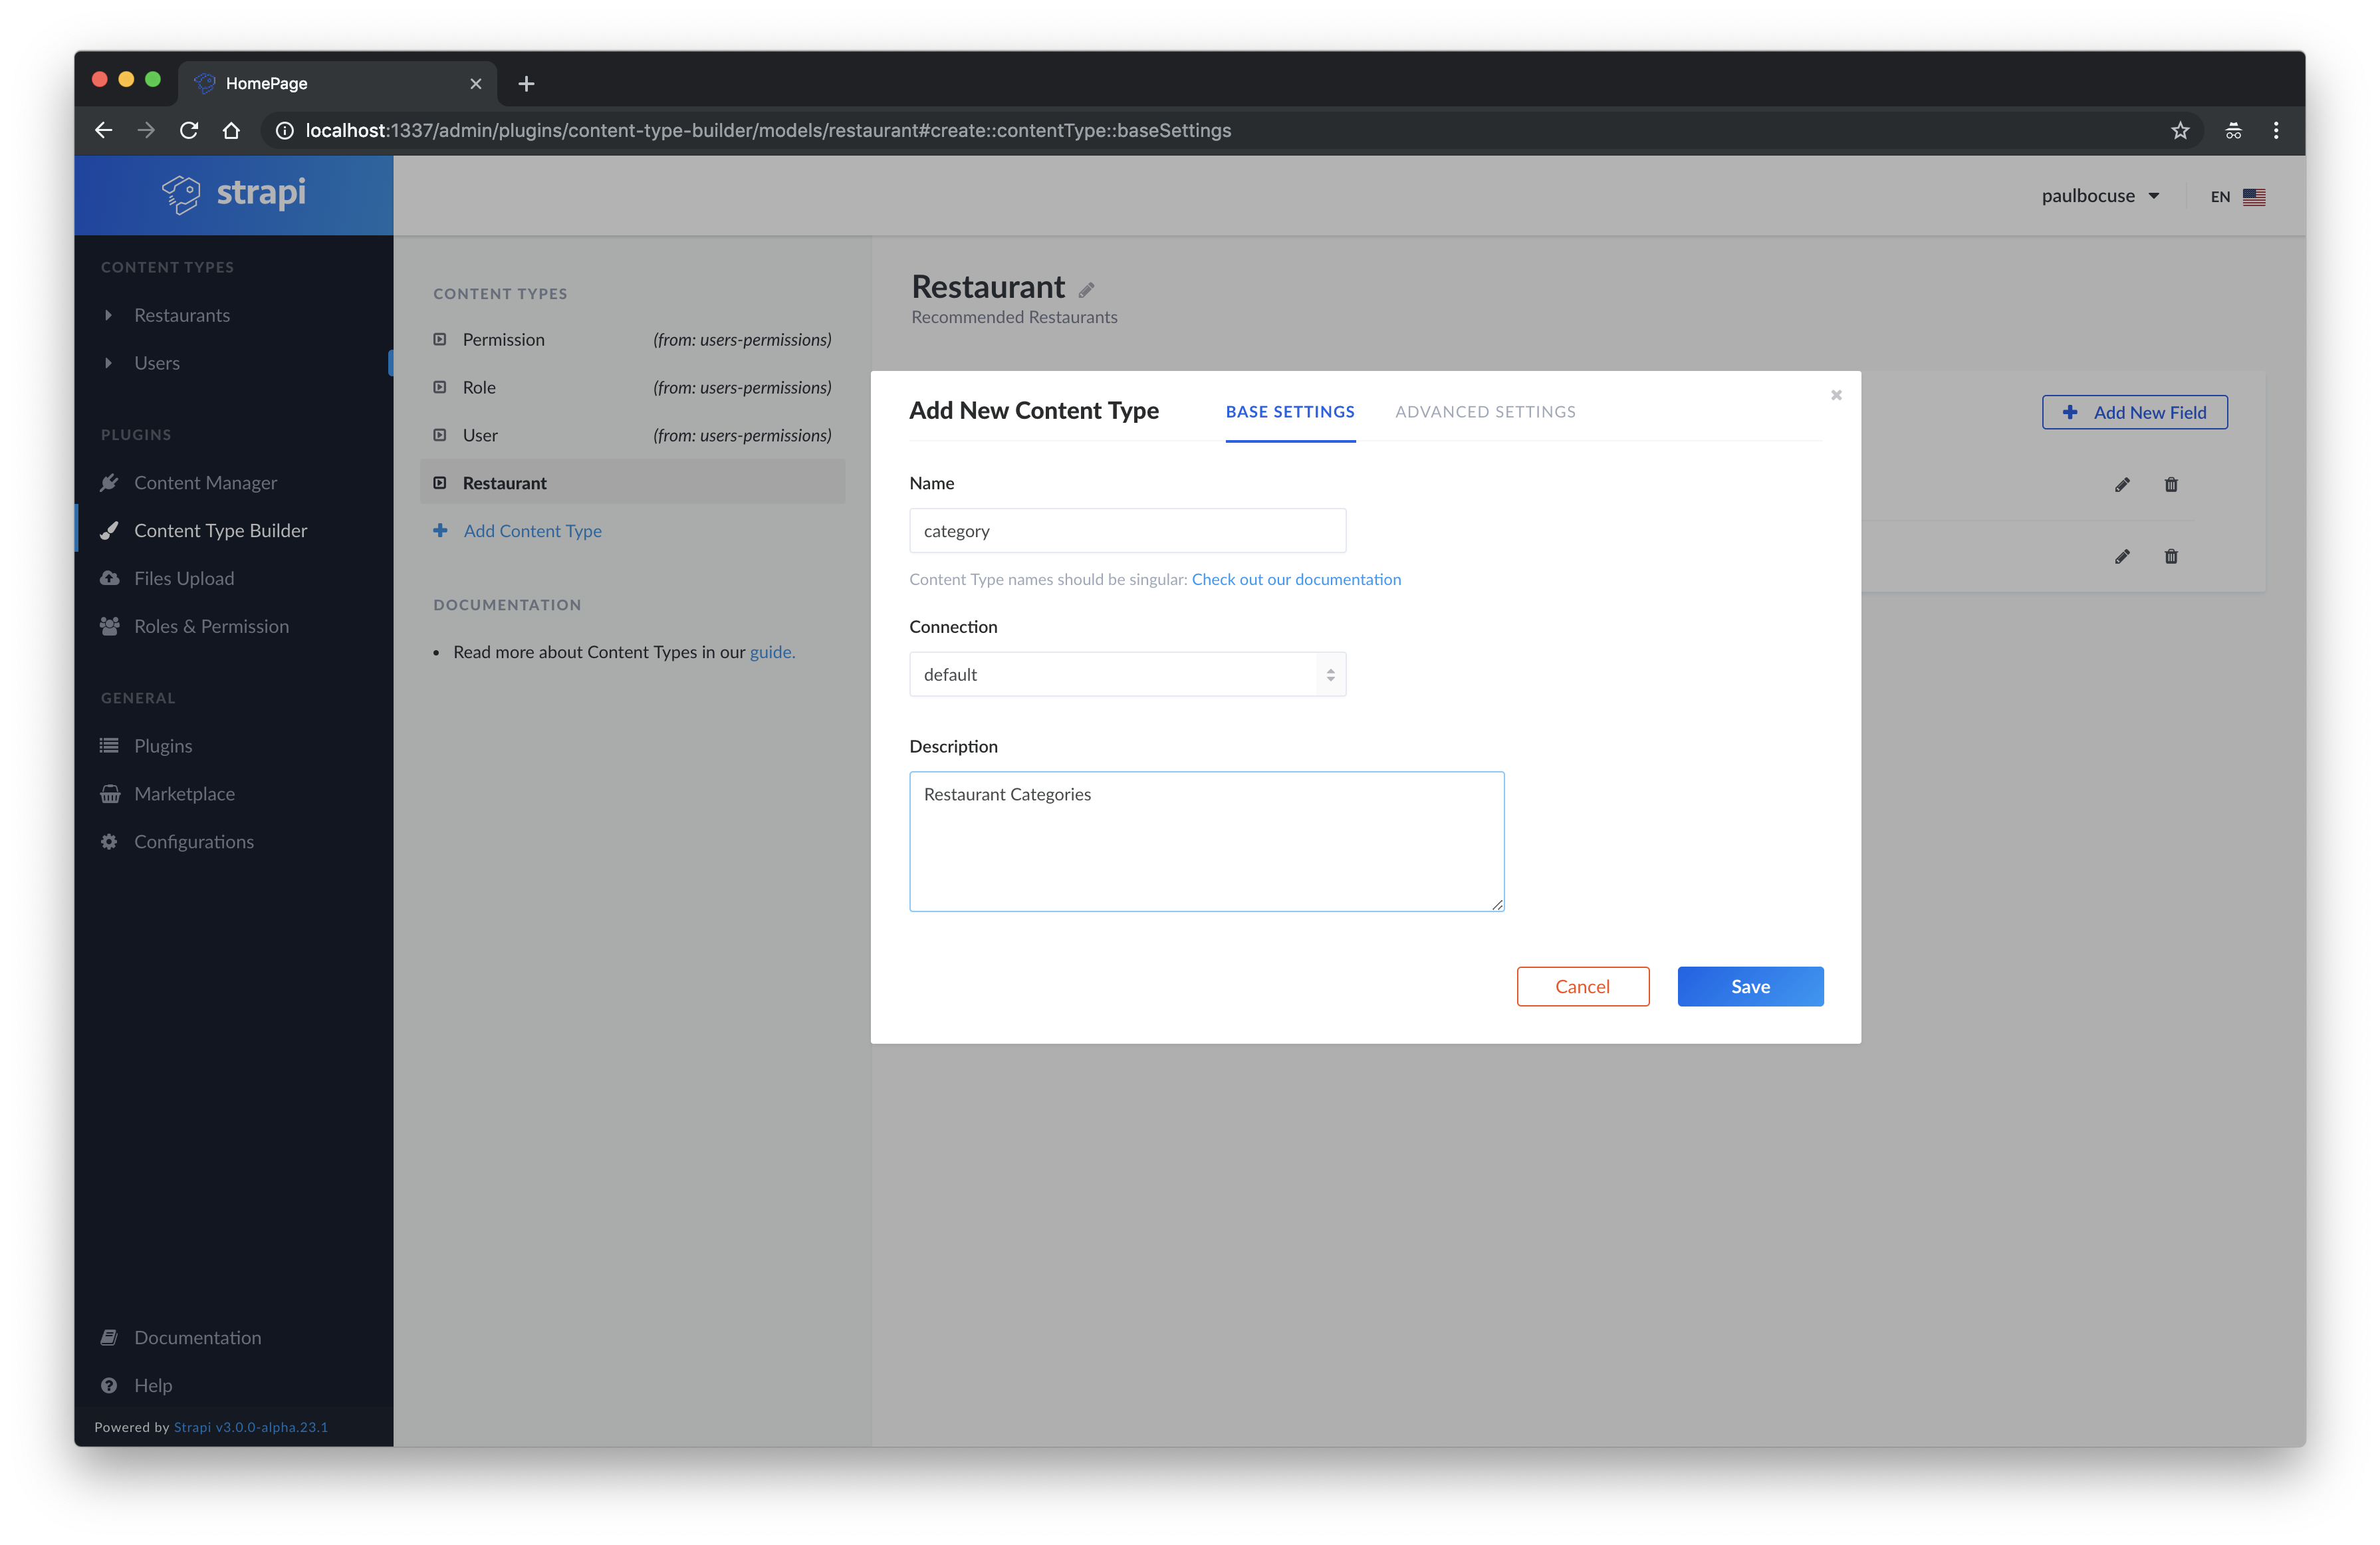 HomePage
localhost:1337/admin/plugins/content-type-builder/models/restaurant#create::contentType::baseSettings
strapi
paulbocuse
EN
CONTENT TYPES
Restaurants
Users
PLUGINS
Content Manager
Content Type Builder
Files Upload
Roles & Permission
GENERAL
Plugins
Marketplace
Configurations
Documentation
Help
Powered by Strapi v3.0.0-alpha.23.1
CONTENT TYPES
Permission (from: users-permissions)
Role (from: users-permissions)
User (from: users-permissions)
Restaurant
Add Content Type
DOCUMENTATION
Read more about Content Types in our guide.
Restaurant
Recommended Restaurants
Add New Field
Add New Content Type BASE SETTINGS ADVANCED SETTINGS
Name
category
Content Type names should be singular: Check out our documentation
Connection
default
Description
Restaurant Categories
Cancel Save